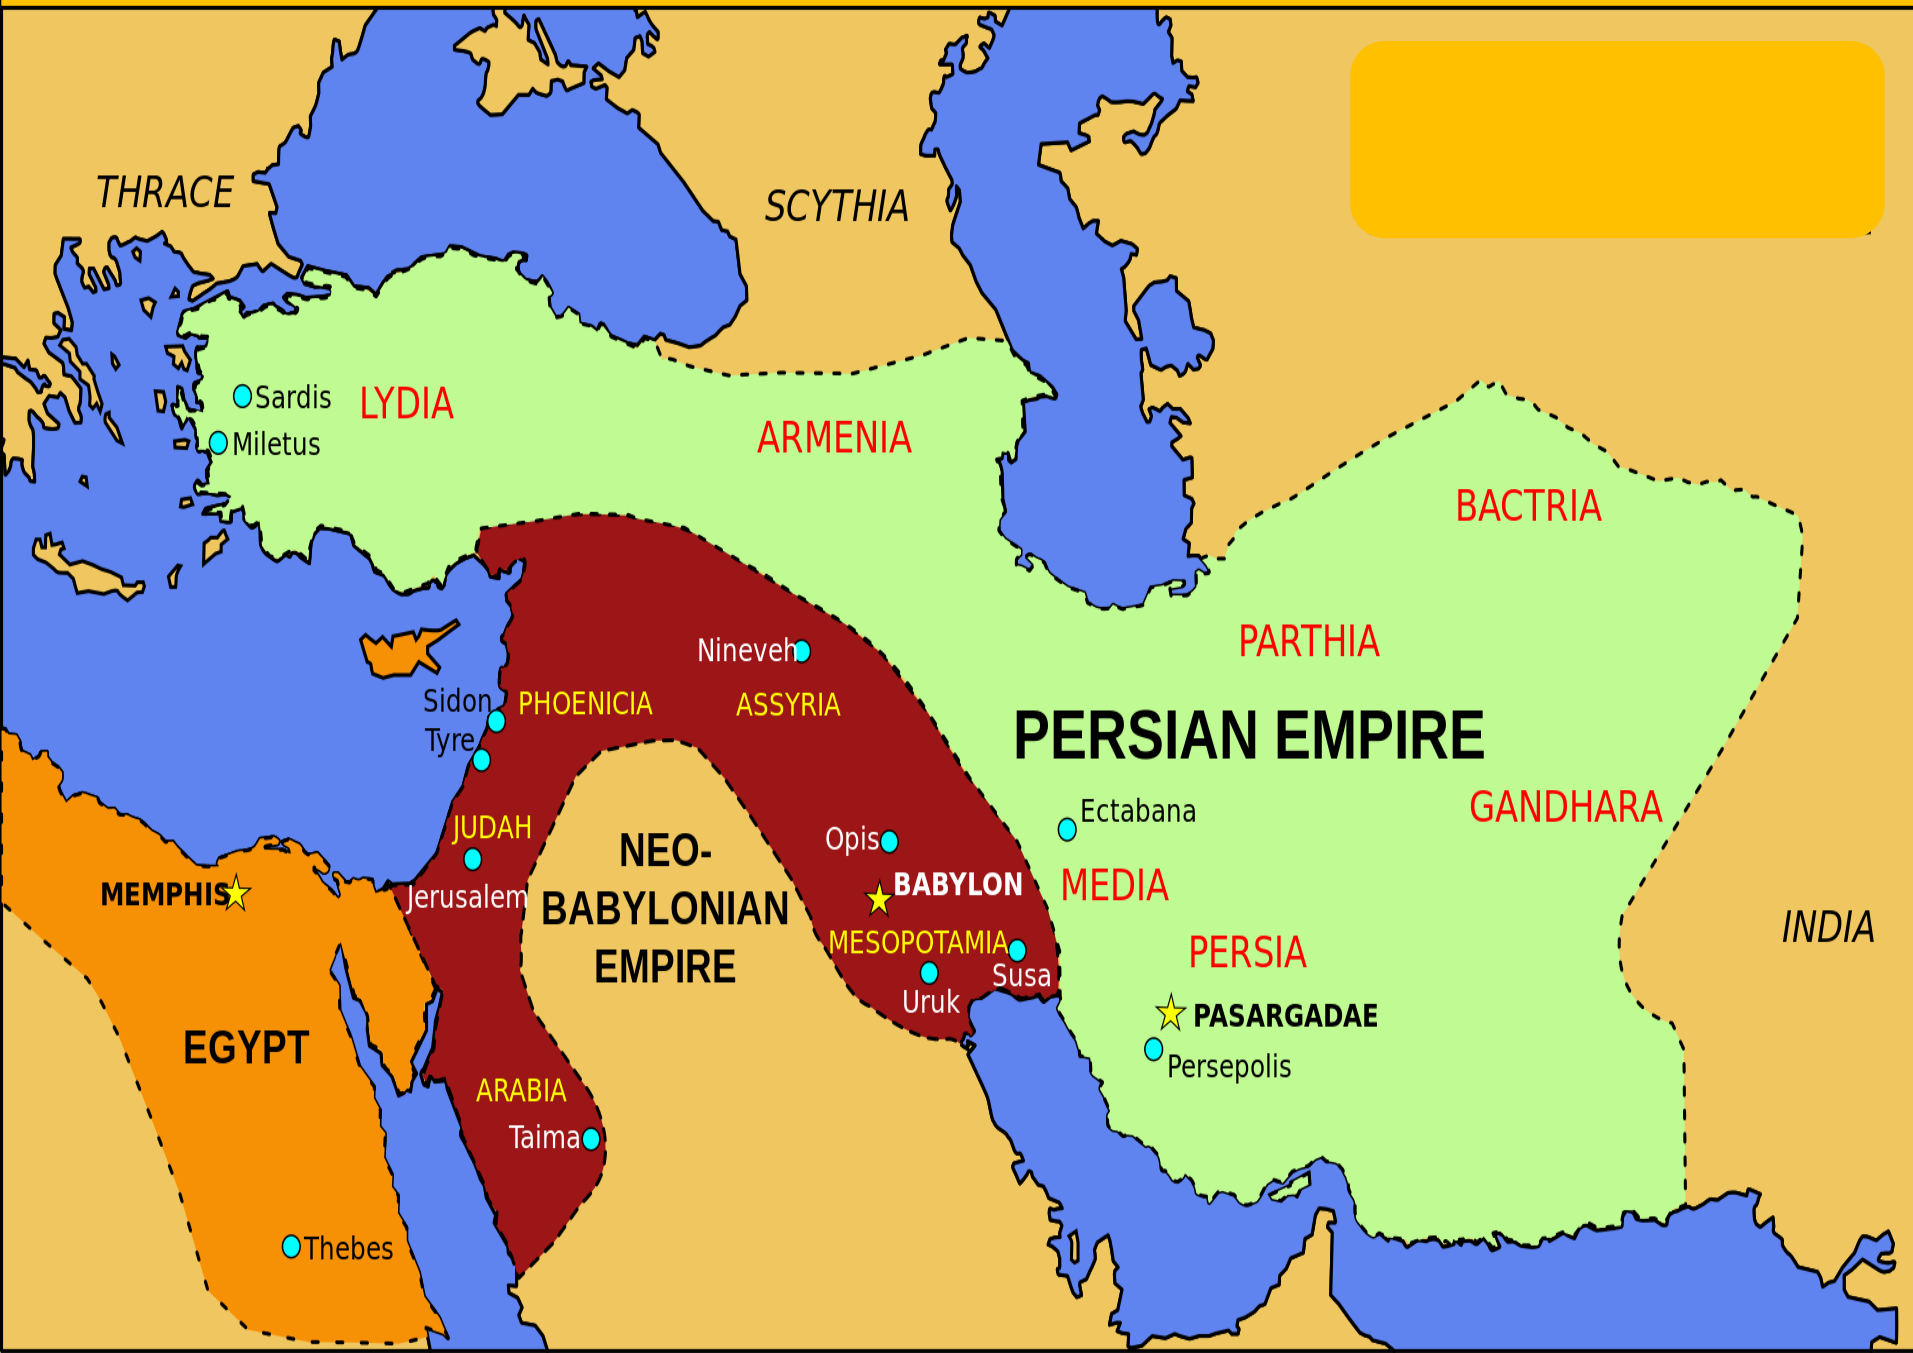 THRACE
SCYTHIA
Sardis
LYDIA
Miletus
ARMENIA
BACTRIA
PARTHIA
Nineveh
Sidon
PHOENICIA
ASSYRIA
Tyre
PERSIAN EMPIRE
Ectabana
GANDHARA
JUDAH
Opis
NEO-
BABYLONIAN
EMPIRE
BABYLON
MEDIA
MEMPHIS
Jerusalem
INDIA
MESOPOTAMIA
PERSIA
Susa
Uruk
PASARGADAE
EGYPT
Persepolis
ARABIA
Taima
Thebes